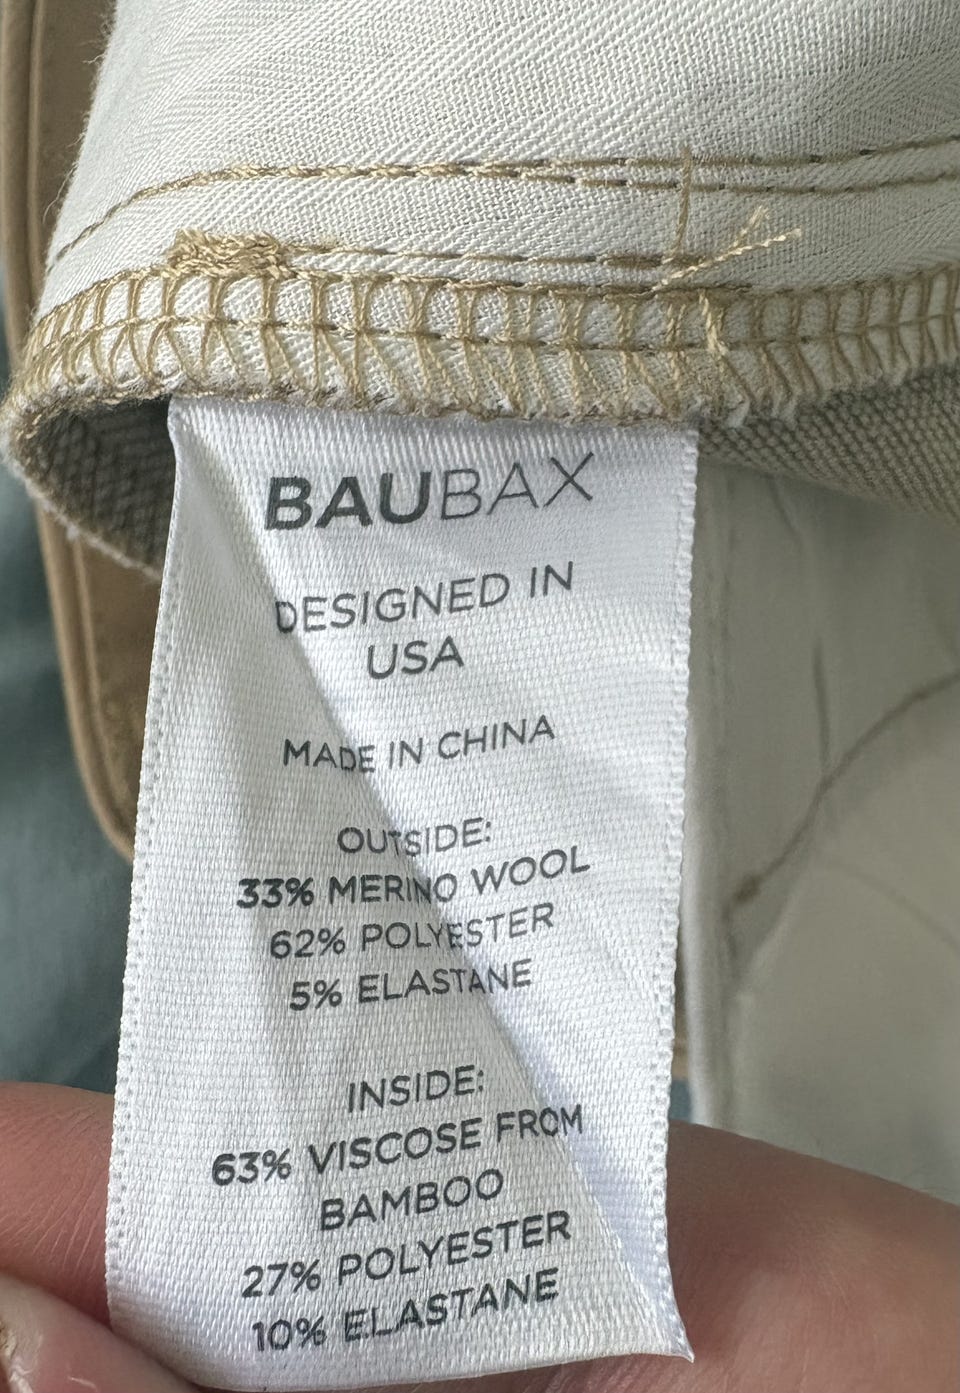 BAUBAX
DESIGNED IN
USA
MADE IN CHINA
OUTSIDE:
33% MERINO WOOL
62% POLYESTER
5% ELASTANE
INSIDE:
63% VISCOSE FROM
BAMBOO
27% POLYESTER
10% ELASTANE